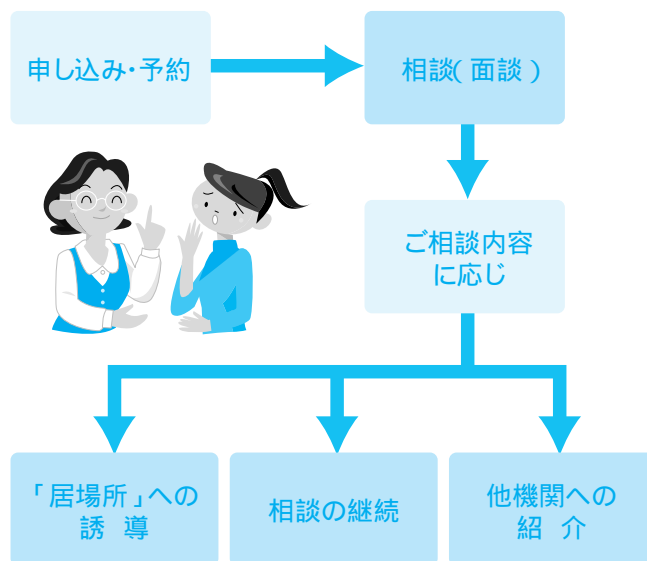 申し込み・予約
相談(面談)
ご相談内容
に応じ
「居場所」への
誘 導
相談の継続
他機関への
紹 介